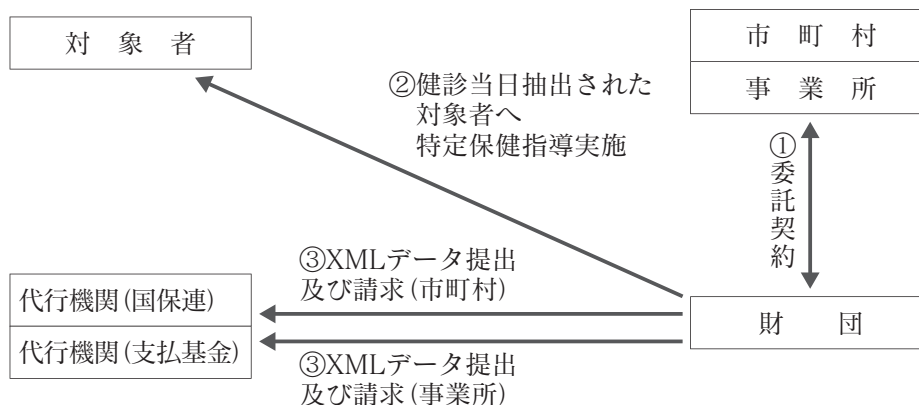 対象者
市町村
事業所
②健診当日抽出された
対象者へ
特定保健指導実施
①委託契約
③XMLデータ提出
及び請求(市町村)
代行機関(国保連)
代行機関(支払基金)
財団
③XMLデータ提出
及び請求(事業所)